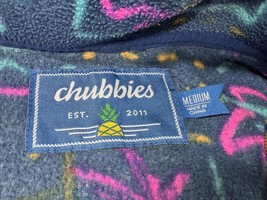 chubbies
EST. 2011
MEDIUM
MADE IN
CHINA